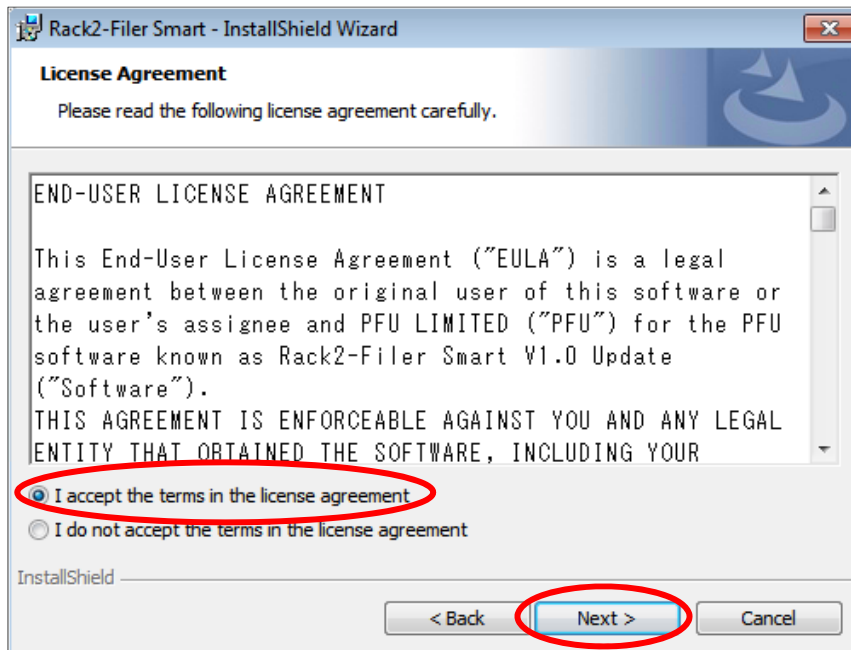 Rack2-Filer Smart - InstallShield Wizard
License Agreement
Please read the following license agreement carefully.
END-USER LICENSE AGREEMENT
This End-User License Agreement ("EULA") is a legal
agreement between the original user of this software or
the user's assignee and PFU LIMITED ("PFU") for the PFU
software known as Rack2-Filer Smart V1.0 Update
("Software").
THIS AGREEMENT IS ENFORCEABLE AGAINST YOU AND ANY LEGAL
ENTITY THAT OBTAINED THE SOFTWARE, INCLUDING YOUR
I accept the terms in the license agreement
I do not accept the terms in the license agreement
InstallShield
< Back Next > Cancel